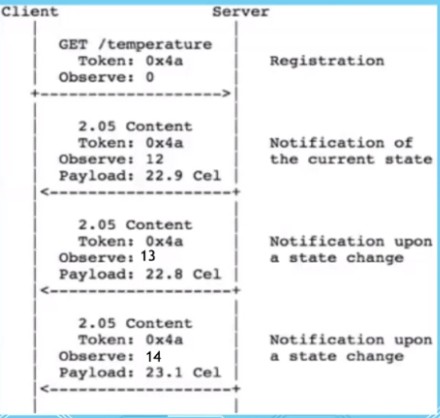 Client Server
GET /temperature
Token: 0x4a Registration
Observe: 0
2.05 Content
Token: 0x4a Notification of
Observe: 12 the current state
Payload: 22.9 Cel
2.05 Content
Token: 0x4a Notification upon
Observe: 13 a state change
Payload: 22.8 Cel
2.05 Content
Token: 0x4a Notification upon
Observe: 14 a state change
Payload: 23.1 Cel